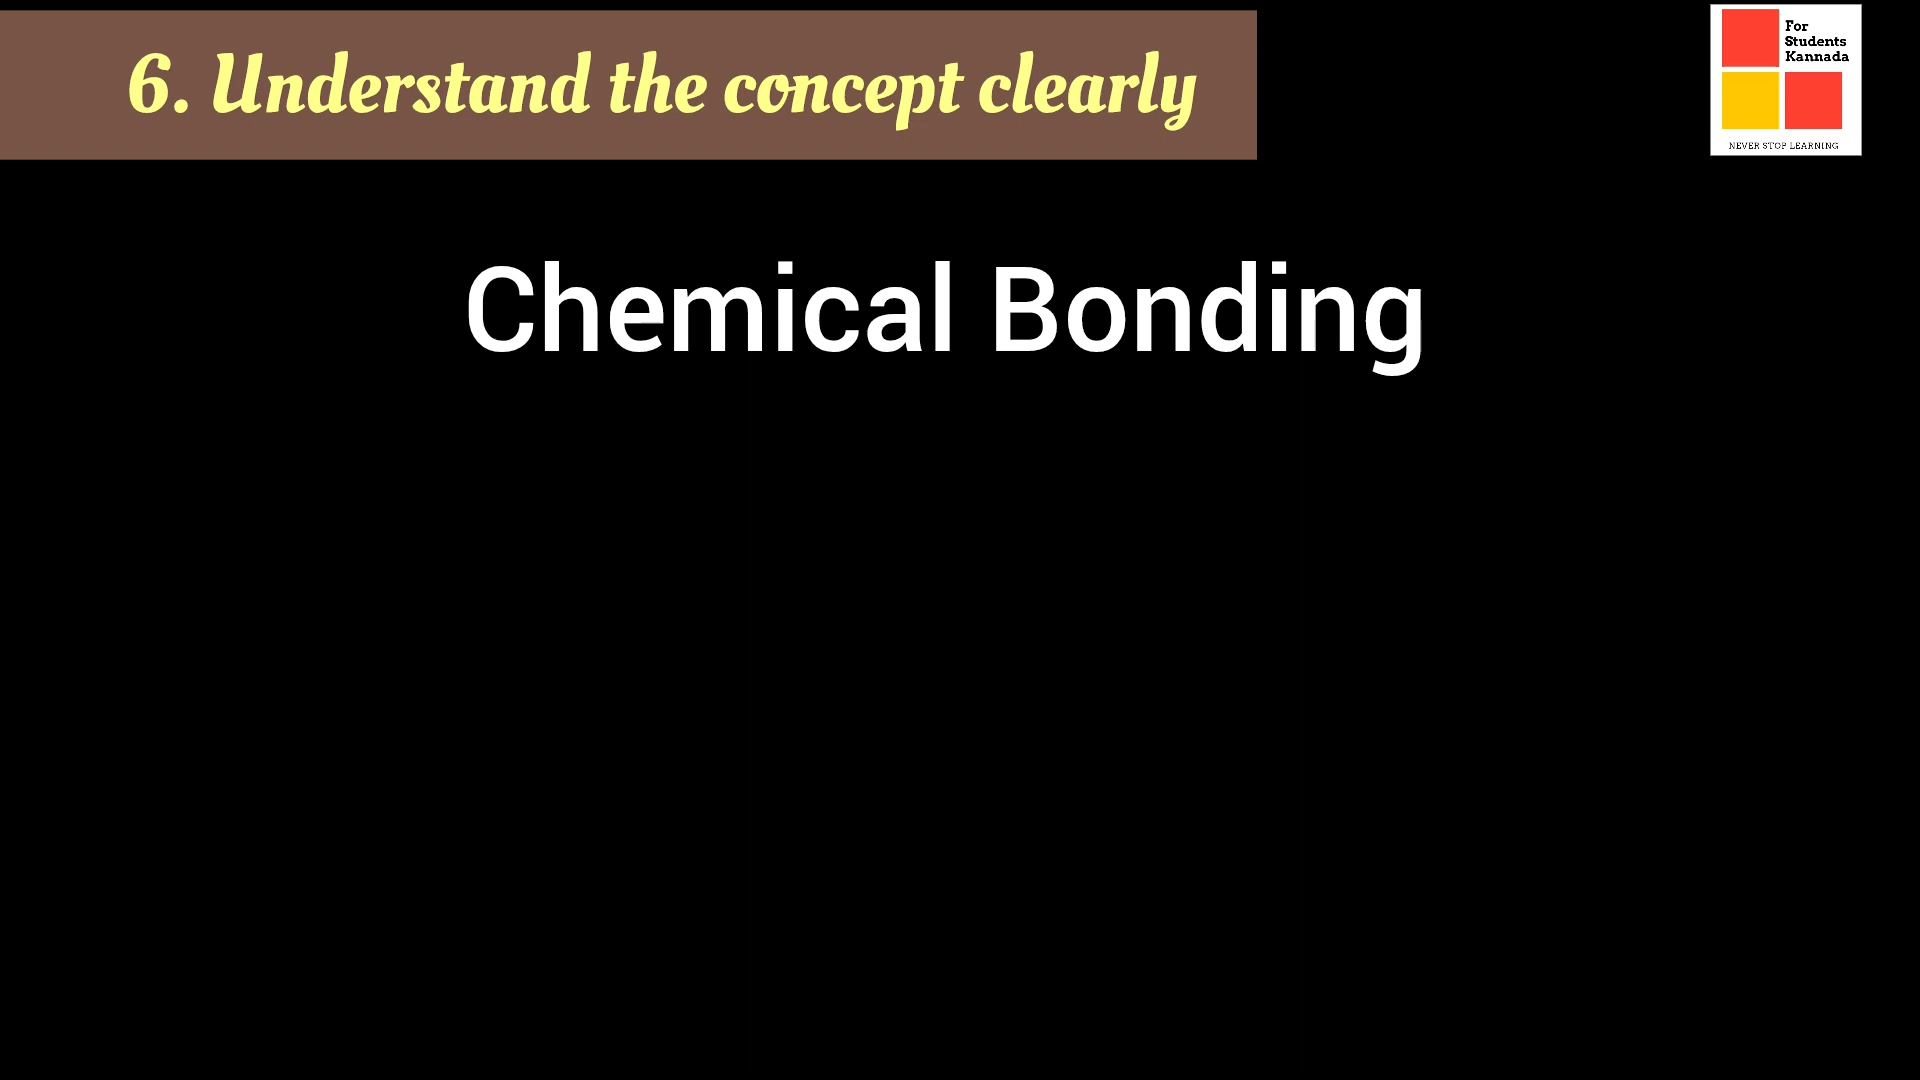 6. Understand the concept clearly
For
Students
Kannada
NEVER STOP LEARNING
Chemical Bonding